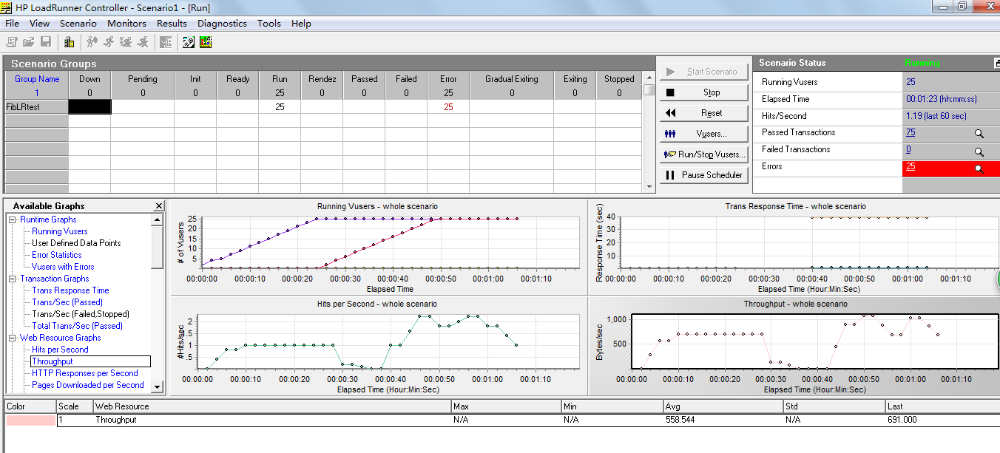 HP LoadRunner Controller - Scenario1 - [Run]
File View Scenario Monitors Results Diagnostics Tools Help
Scenario Groups
Group Name Down Pending Init Ready Run Rendez Passed Failed Error Gradual Exiting Exiting Stopped
1 0 0 0 0 25 0 0 0 25 0 0 0
FibLRtest 25 25
Start Scenario
Stop
Reset
Vusers...
Run/Stop Vusers...
Pause Scheduler
Scenario Status Running
Running Vusers 25
Elapsed Time 00:01:23 (hh:mm:ss)
Hits/Second 1.19 (last 60 sec)
Passed Transactions 75
Failed Transactions 0
Errors 25
Available Graphs
Runtime Graphs
Running Vusers
User Defined Data Points
Error Statistics
Vusers with Errors
Transaction Graphs
Trans Response Time
Trans/Sec (Passed)
Trans/Sec (Failed,Stopped)
Total Trans/Sec (Passed)
Web Resource Graphs
Hits per Second
Throughput
HTTP Responses per Second
Pages Downloaded per Second
Running Vusers - whole scenario
# of Vusers
25
20
15
10
5
00:00:00 00:00:10 00:00:20 00:00:30 00:00:40 00:00:50 00:01:00 00:01:10
Elapsed Time
Trans Response Time - whole scenario
Response Time (sec)
40
30
20
10
00:00:00 00:00:10 00:00:20 00:00:30 00:00:40 00:00:50 00:01:00 00:01:10
Elapsed Time (Hour:Min:Sec)
Hits per Second - whole scenario
#Hits/sec
2
1.5
1
.5
00:00:00 00:00:10 00:00:20 00:00:30 00:00:40 00:00:50 00:01:00 00:01:10
Elapsed Time (Hour:Min:Sec)
Throughput - whole scenario
Bytes/sec
1,000
500
00:00:00 00:00:10 00:00:20 00:00:30 00:00:40 00:00:50 00:01:00 00:01:10
Elapsed Time (Hour:Min:Sec)
Color Scale Web Resource Max Min Avg Std Last
1 Throughput N/A N/A 558.544 N/A 691.000